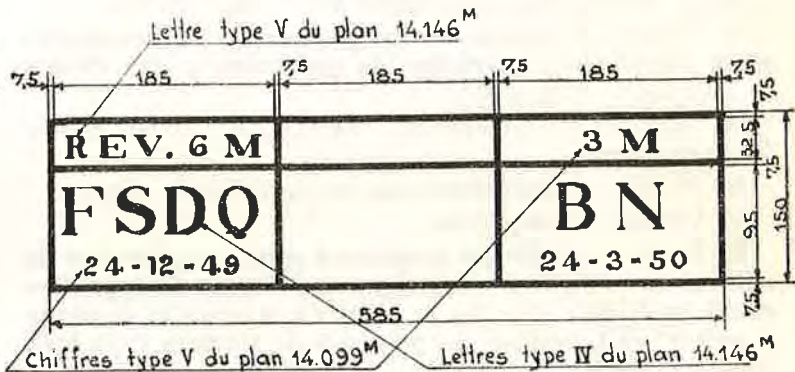 Lettre type V du plan 14.146ᴹ
7,5 185 7,5 185 7,5 185 7,5
7,5
REV. 6 M 3 M
32,5
7,5
FSDQ BN
95 150
24-12-49 24-3-50
7,5
585
Chiffres type V du plan 14.099ᴹ Lettres type IV du plan 14.146ᴹ